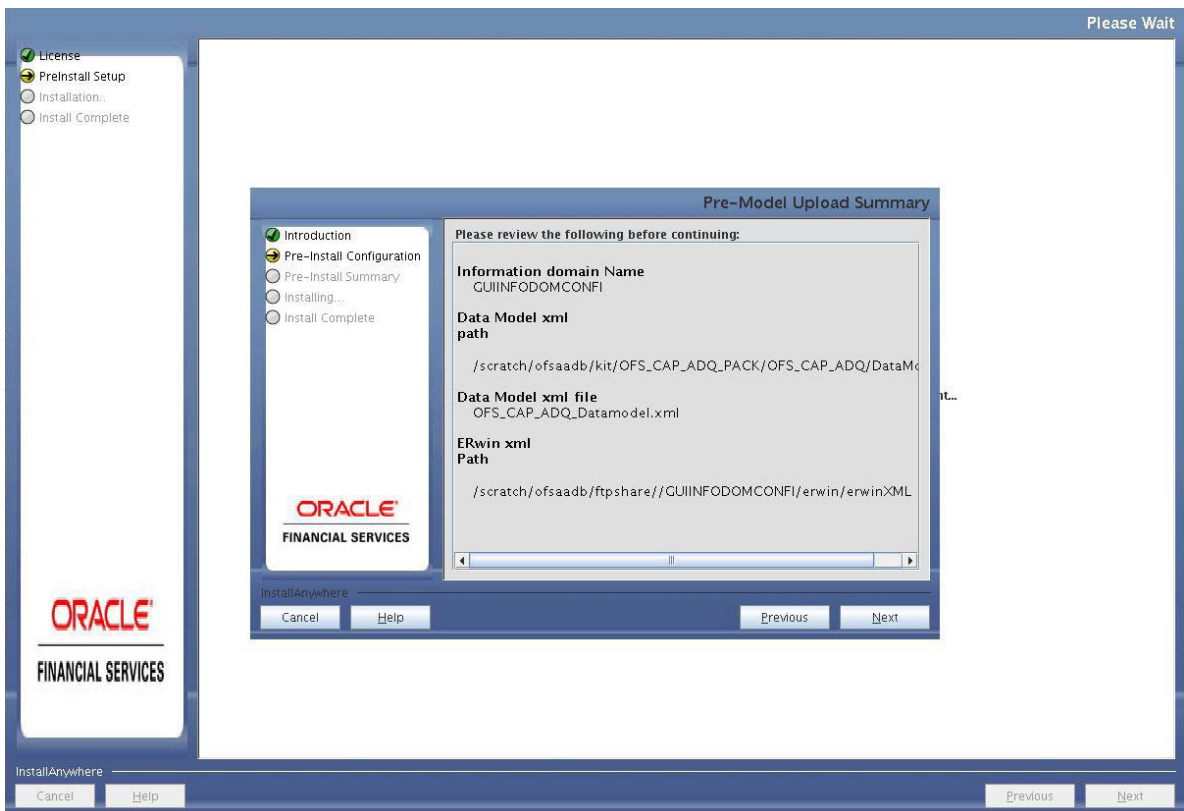 Please Wait
License
PreInstall Setup
Installation..
Install Complete
Pre-Model Upload Summary
Introduction
Pre-Install Configuration
Pre-Install Summary
Installing...
Install Complete
Please review the following before continuing:
Information domain Name
GUIINFODOMCONFI
Data Model xml
path
/scratch/ofsaadb/kit/OFS_CAP_ADQ_PACK/OFS_CAP_ADQ/DataMo
Data Model xml file
OFS_CAP_ADQ_Datamodel.xml
ERwin xml
Path
/scratch/ofsaadb/ftpshare//GUIINFODOMCONFI/erwin/erwinXML
nt...
ORACLE'
FINANCIAL SERVICES
InstallAnywhere
Cancel Help Previous Next
ORACLE'
FINANCIAL SERVICES
InstallAnywhere
Cancel Help Previous Next